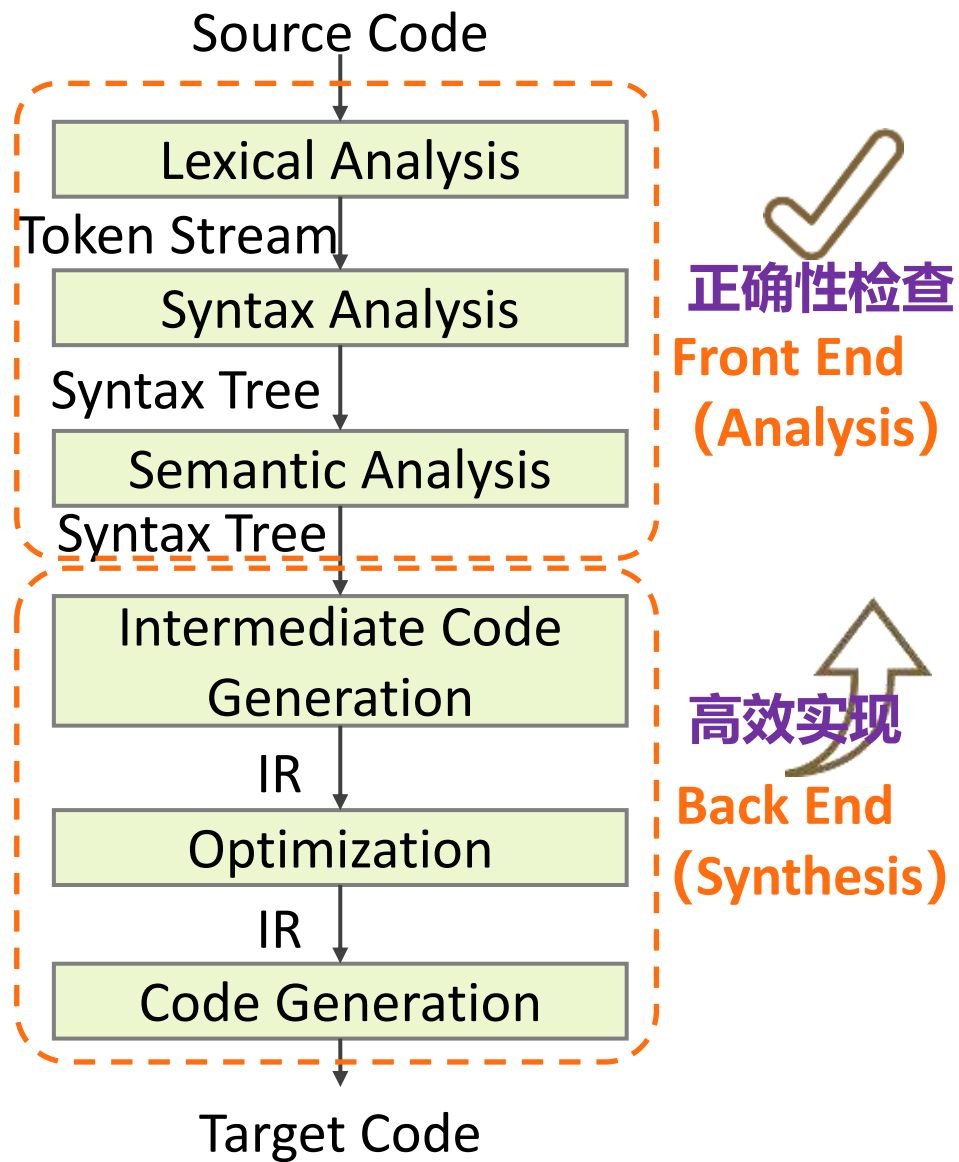 Source Code
Lexical Analysis
Token Stream
Syntax Analysis
Syntax Tree
Semantic Analysis
Syntax Tree
正确性检查
Front End
(Analysis)
Intermediate Code
Generation
IR
Optimization
IR
Code Generation
高效实现
Back End
(Synthesis)
Target Code